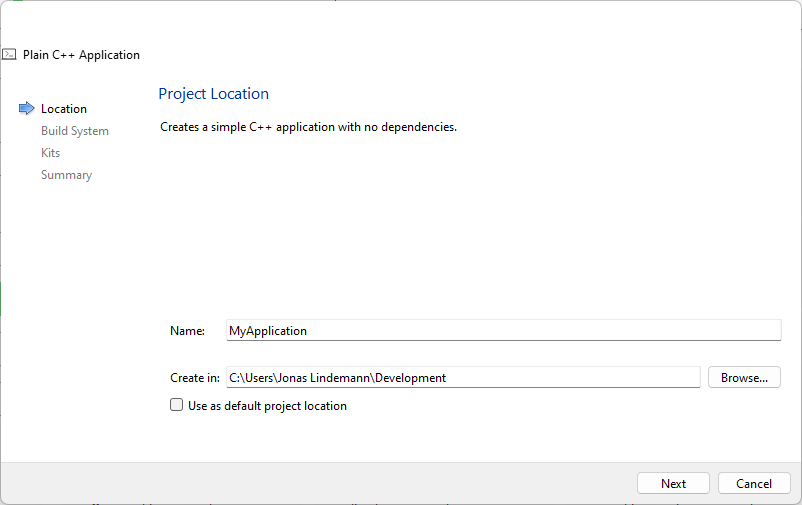 Plain C++ Application
Location
Build System
Kits
Summary
Project Location
Creates a simple C++ application with no dependencies.
Name: MyApplication
Create in: C:\Users\Jonas Lindemann\Development Browse...
Use as default project location
Next Cancel